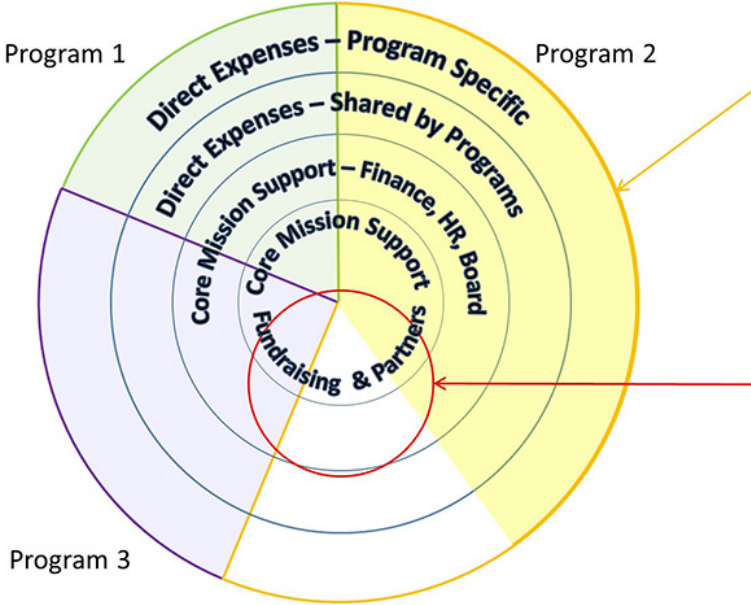 Program 1
Program 2
Direct Expenses – Program Specific
Direct Expenses – Shared by Programs
Core Mission Support – Finance, HR, Board
Core Mission Support
Fundraising & Partners
Program 3